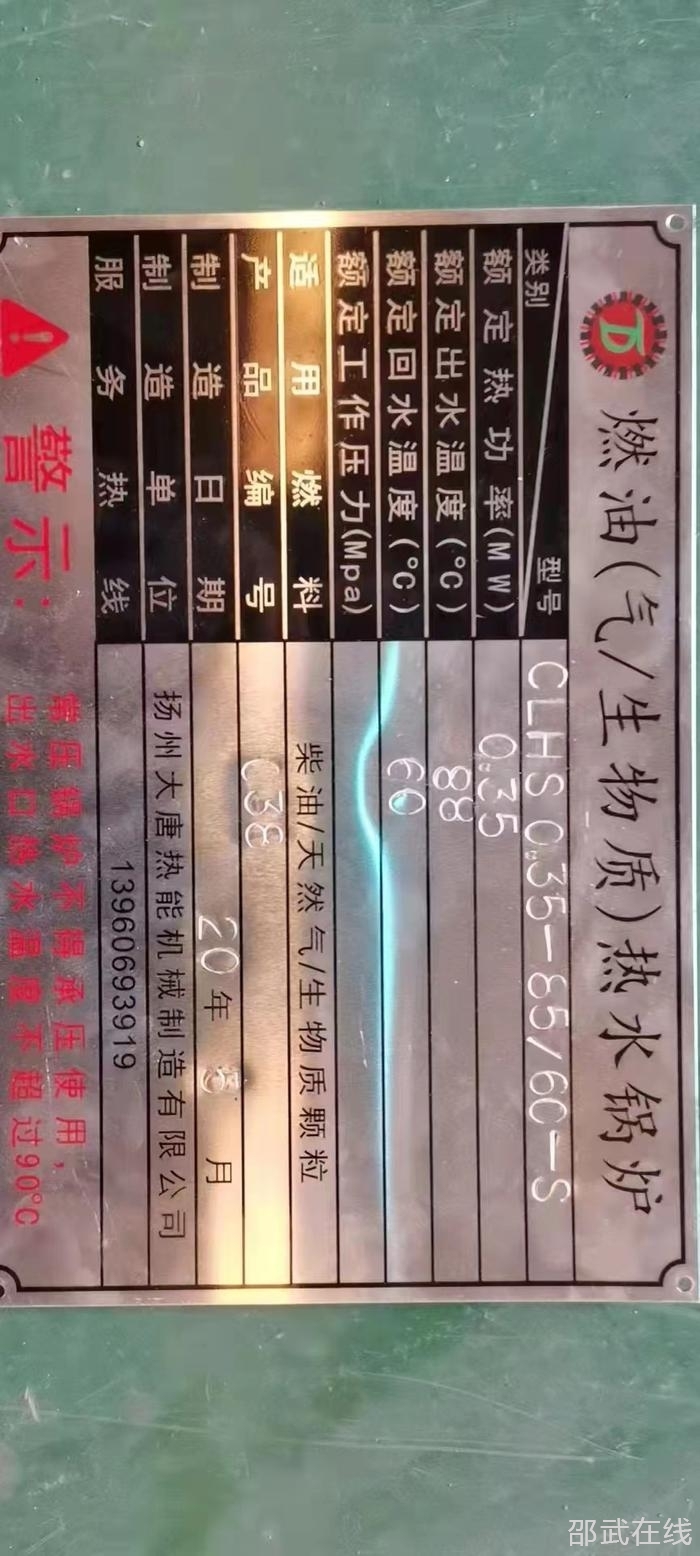 燃油(气/生物质)热水锅炉
类别 型号 CLHS0.35-85/60-S
额定热功率(MW) 0.35
额定出水温度(°C) 88
额定回水温度(°C) 60
额定工作压力(Mpa)
适用燃料 柴油/天然气/生物质颗粒
产品编号 C38
制造日期 20年 月
制造单位 扬州大唐热能机械制造有限公司
服务热线 13960693919
警示:
常压锅炉不得承压使用,
出水口热水温度不超过90°C
邵武在线